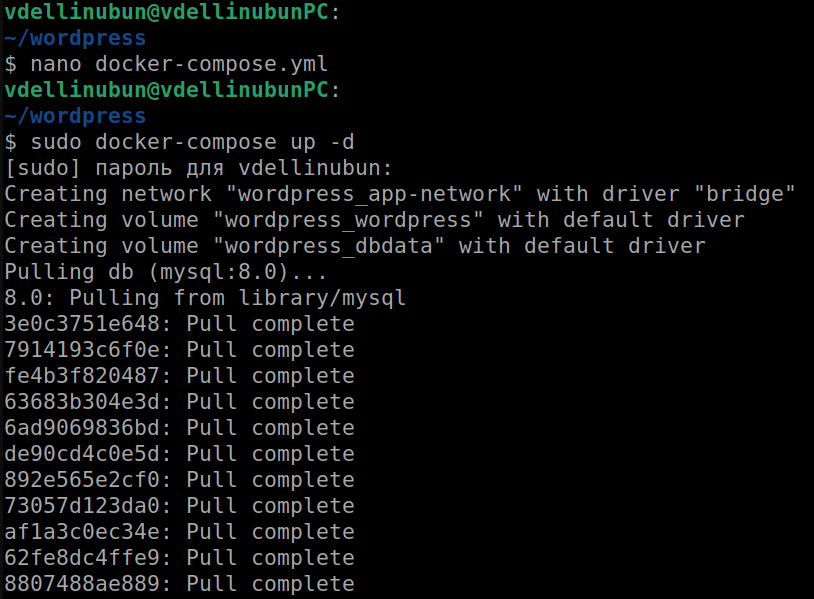 vdellinubun@vdellinubunPC:
~/wordpress
$ nano docker-compose.yml
vdellinubun@vdellinubunPC:
~/wordpress
$ sudo docker-compose up -d
[sudo] пароль для vdellinubun:
Creating network "wordpress_app-network" with driver "bridge"
Creating volume "wordpress_wordpress" with default driver
Creating volume "wordpress_dbdata" with default driver
Pulling db (mysql:8.0)...
8.0: Pulling from library/mysql
3e0c3751e648: Pull complete
7914193c6f0e: Pull complete
fe4b3f820487: Pull complete
63683b304e3d: Pull complete
6ad9069836bd: Pull complete
de90cd4c0e5d: Pull complete
892e565e2cf0: Pull complete
73057d123da0: Pull complete
af1a3c0ec34e: Pull complete
62fe8dc4ffe9: Pull complete
8807488ae889: Pull complete